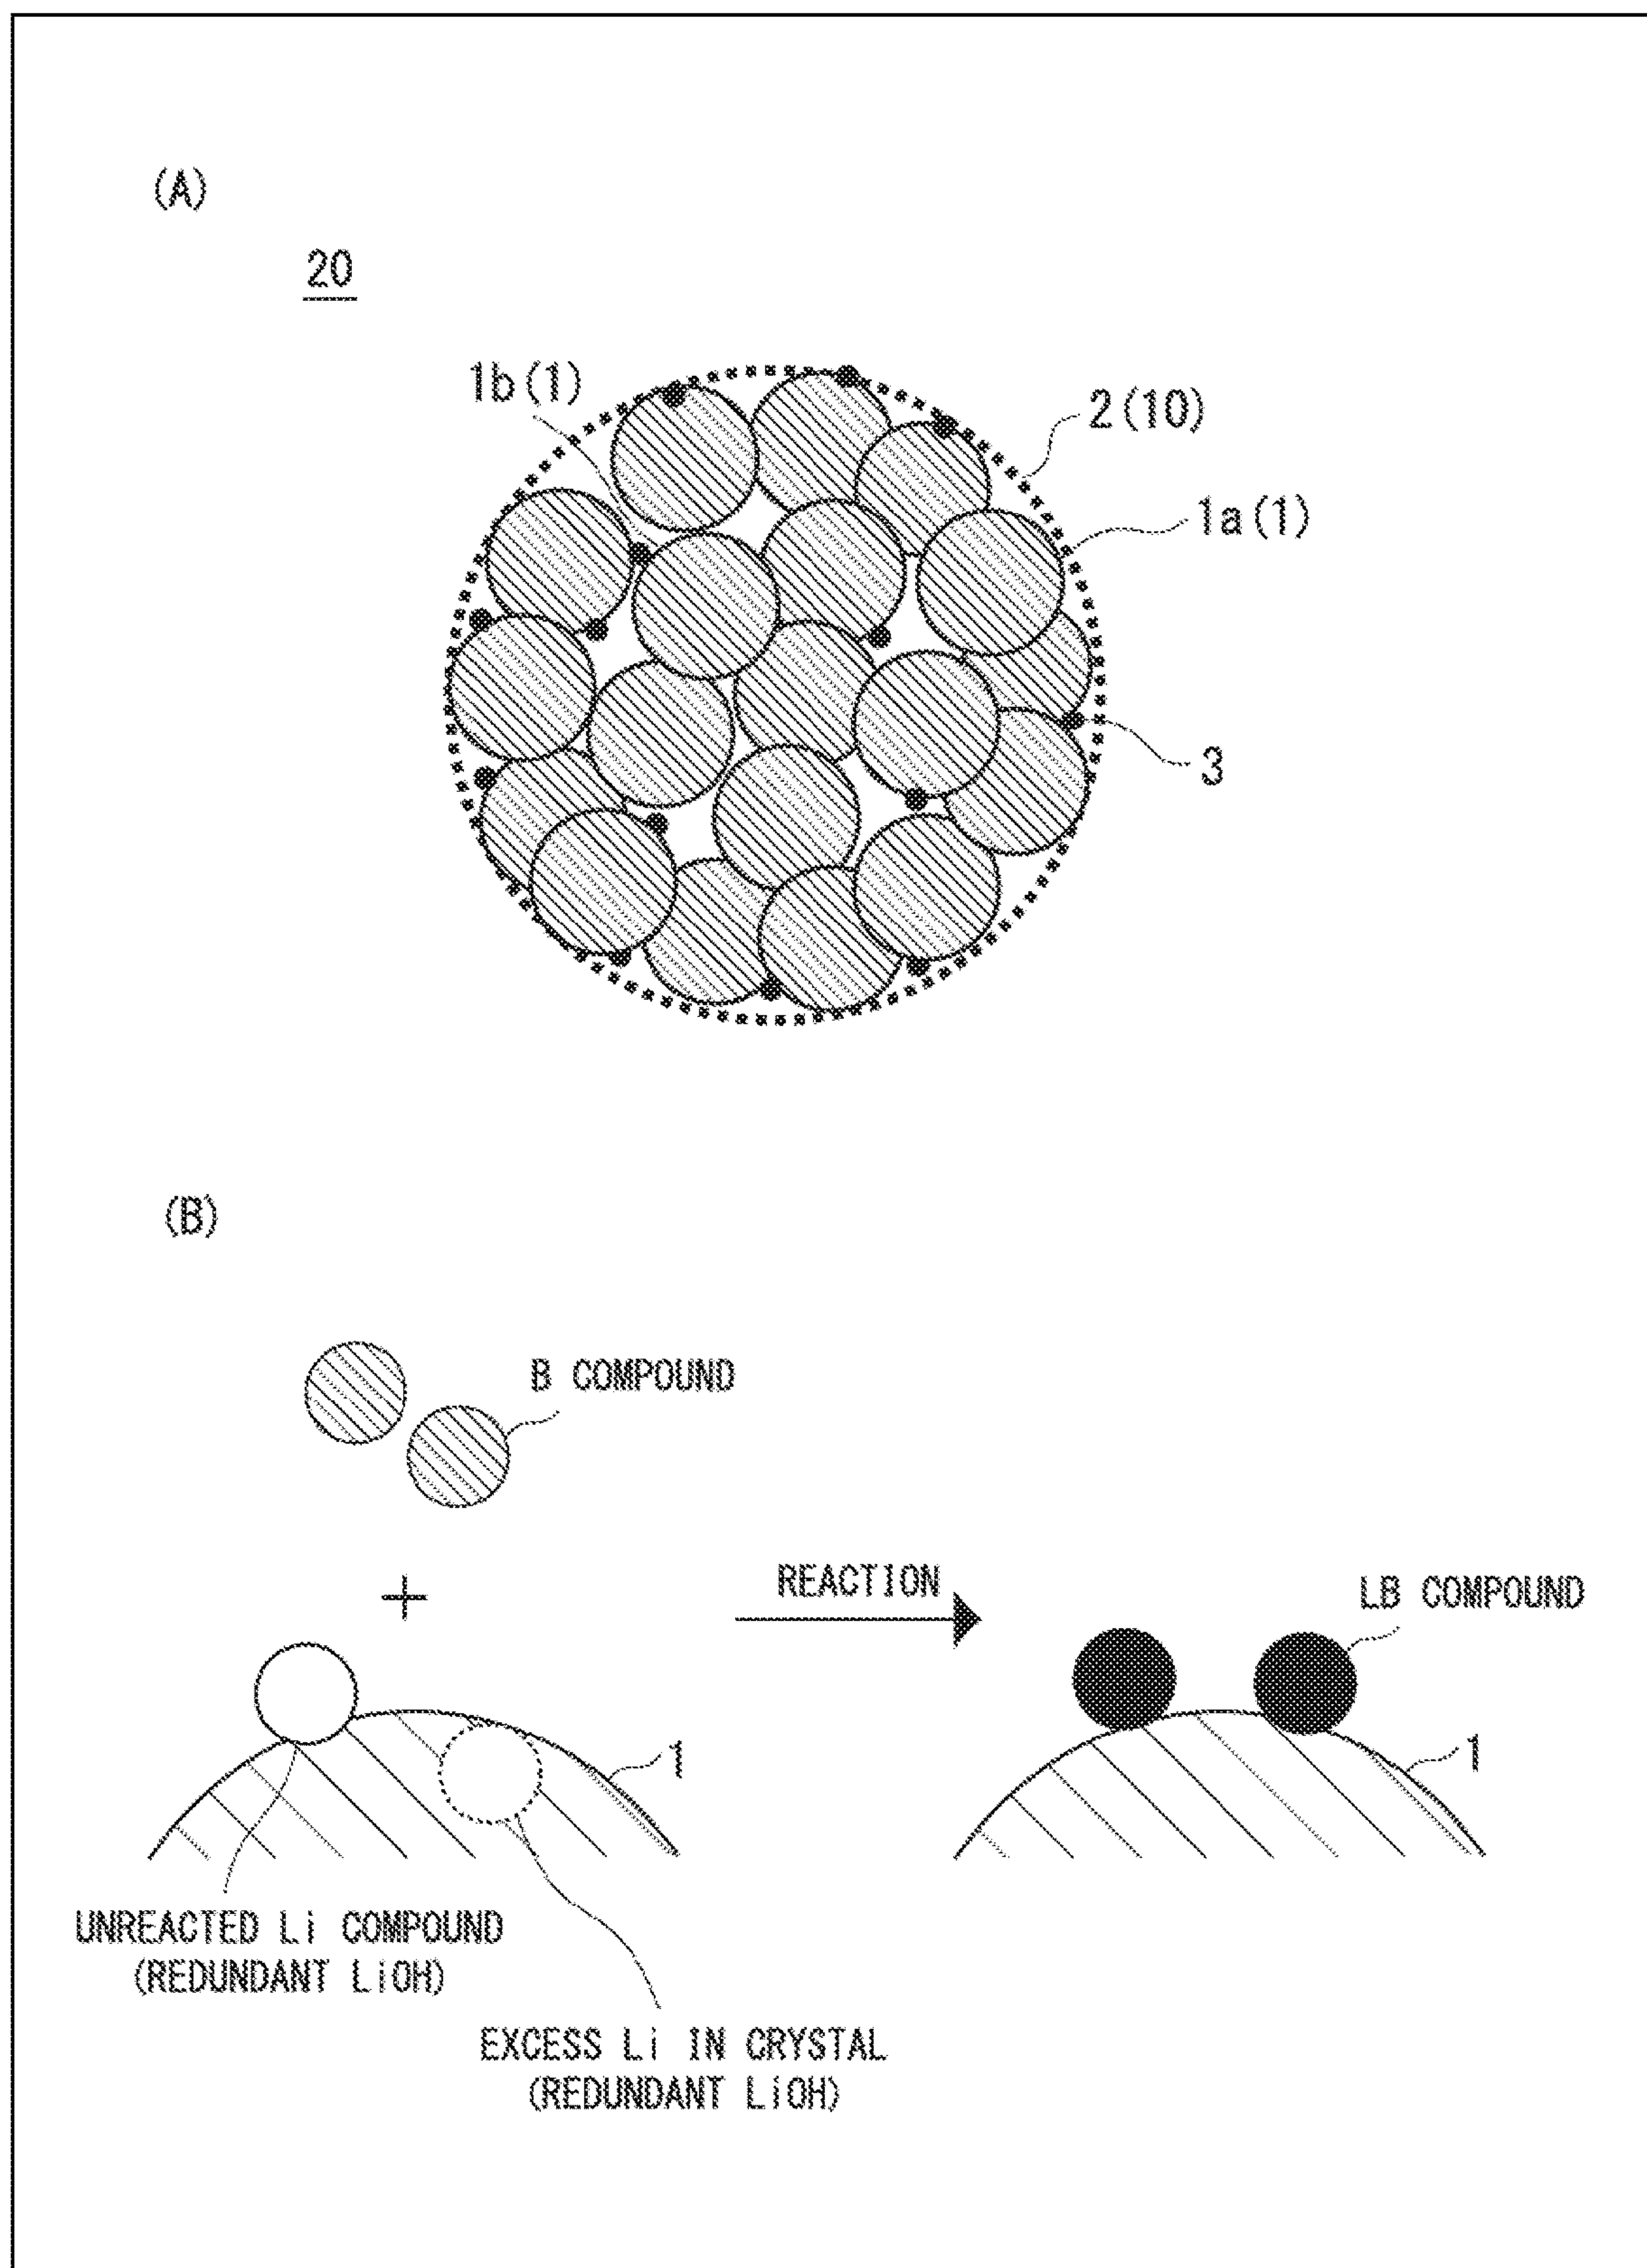 (A)
20
1b(1)
2(10)
1a(1)
3
(B)
B COMPOUND
+
REACTION
LB COMPOUND
1
1
UNREACTED Li COMPOUND
(REDUNDANT LiOH)
EXCESS Li IN CRYSTAL
(REDUNDANT LiOH)